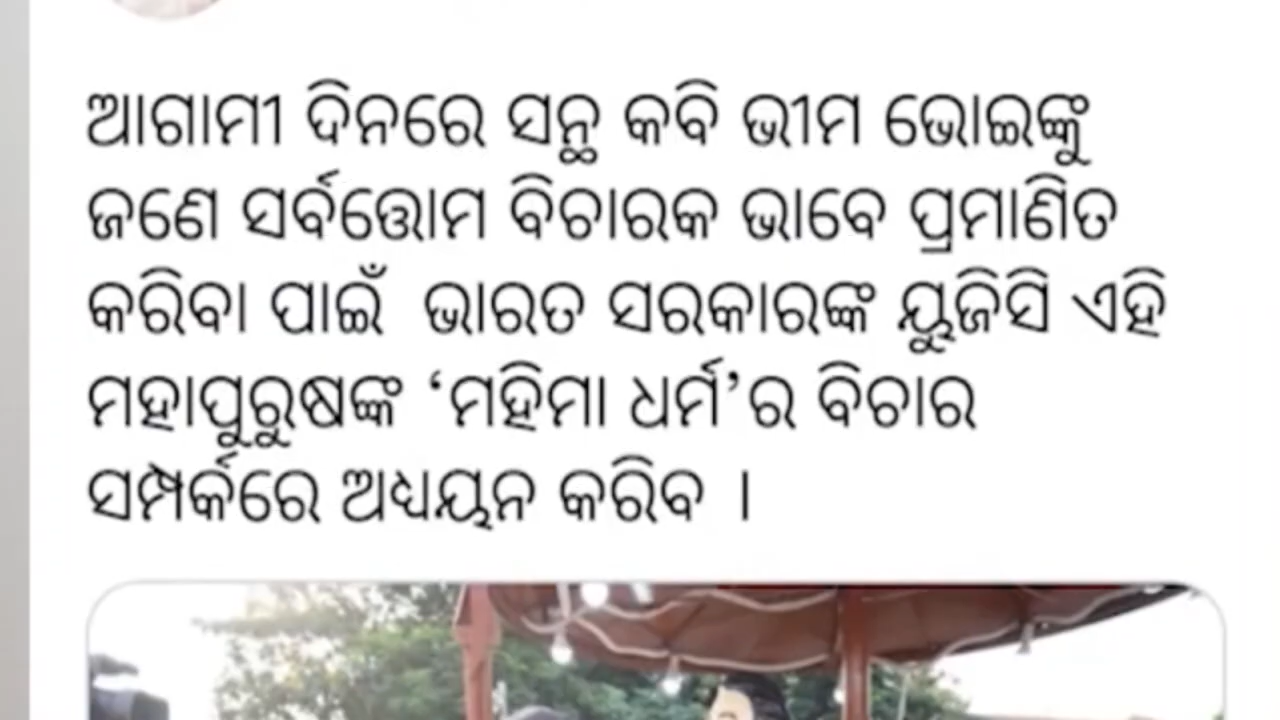 ଆଗାମୀ ଦିନରେ ସନ୍ଥ କବି ଭୀମ ଭୋଇଙ୍କୁ
ଜଣେ ସର୍ବତ୍ତୋମ ବିଚାରକ ଭାବେ ପ୍ରମାଣିତ
କରିବା ପାଇଁ ଭାରତ ସରକାରଙ୍କ ୟୁଜିସି ଏହି
ମହାପୁରୁଷଙ୍କ ‘ମହିମା ଧର୍ମ’ର ବିଚାର
ସମ୍ପର୍କରେ ଅଧ୍ୟୟନ କରିବ ।